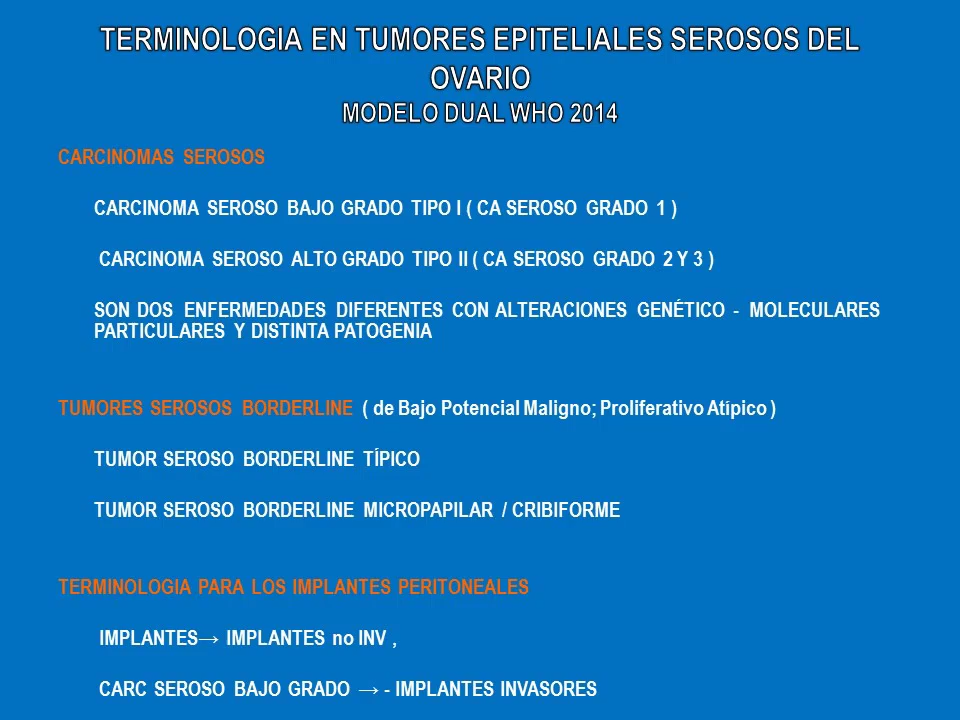 TERMINOLOGIA EN TUMORES EPITELIALES SEROSOS DEL
OVARIO
MODELO DUAL WHO 2014
CARCINOMAS SEROSOS
CARCINOMA SEROSO BAJO GRADO TIPO I ( CA SEROSO GRADO 1 )
CARCINOMA SEROSO ALTO GRADO TIPO II ( CA SEROSO GRADO 2 Y 3 )
SON DOS ENFERMEDADES DIFERENTES CON ALTERACIONES GENÉTICO - MOLECULARES
PARTICULARES Y DISTINTA PATOGENIA
TUMORES SEROSOS BORDERLINE ( de Bajo Potencial Maligno; Proliferativo Atípico )
TUMOR SEROSO BORDERLINE TÍPICO
TUMOR SEROSO BORDERLINE MICROPAPILAR / CRIBIFORME
TERMINOLOGIA PARA LOS IMPLANTES PERITONEALES
IMPLANTES→ IMPLANTES no INV ,
CARC SEROSO BAJO GRADO → - IMPLANTES INVASORES